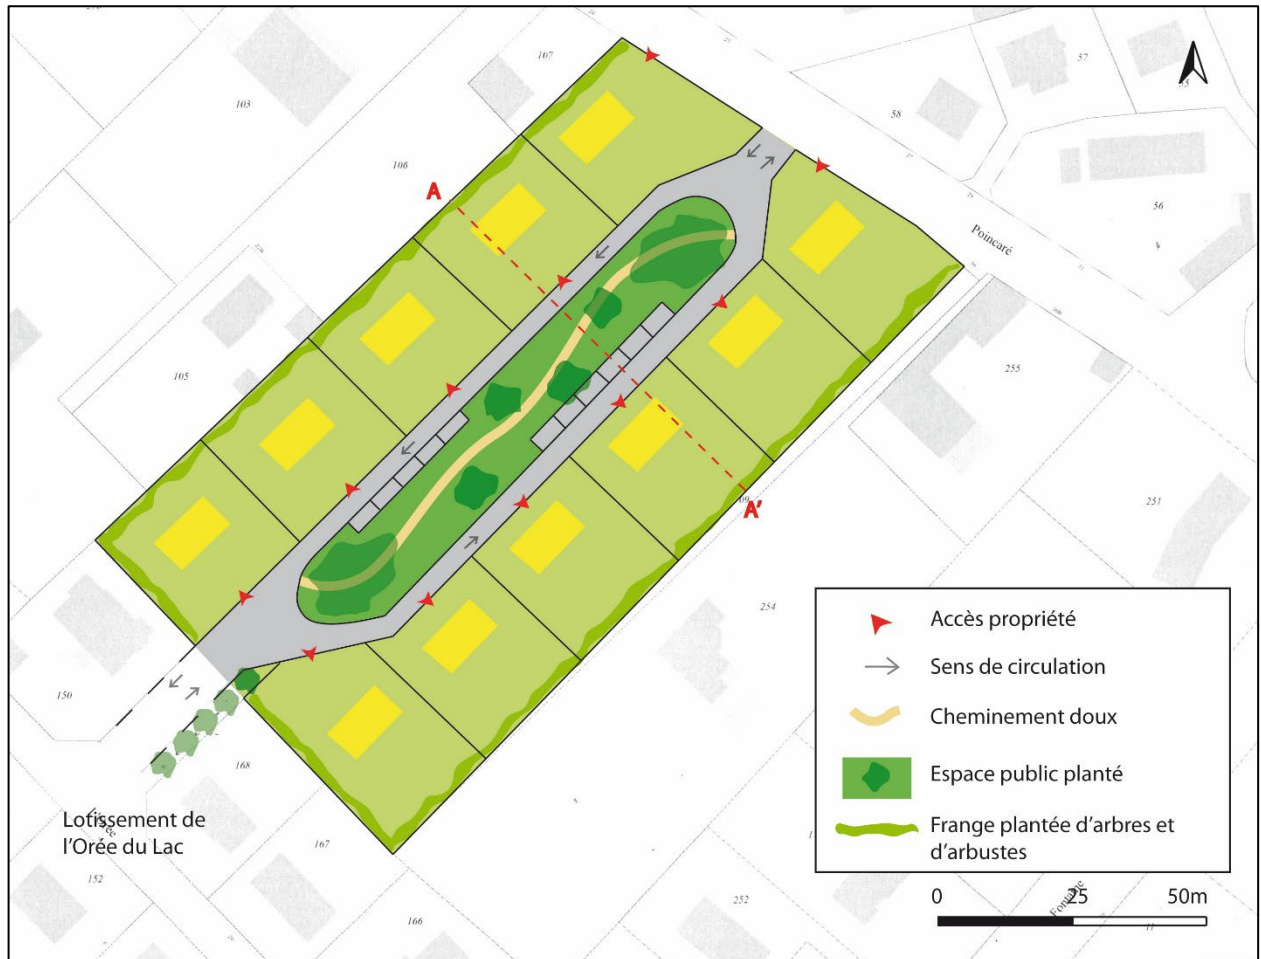 107
57
103
58
106
A
56
Poincaré
105
255
251
A'
254
150
168
Lotissement de
l'Orée du Lac
167
152
166
252
Accès propriété
Sens de circulation
Cheminement doux
Espace public planté
Frange plantée d'arbres et
d'arbustes
0 25 50m
Fontaine
11